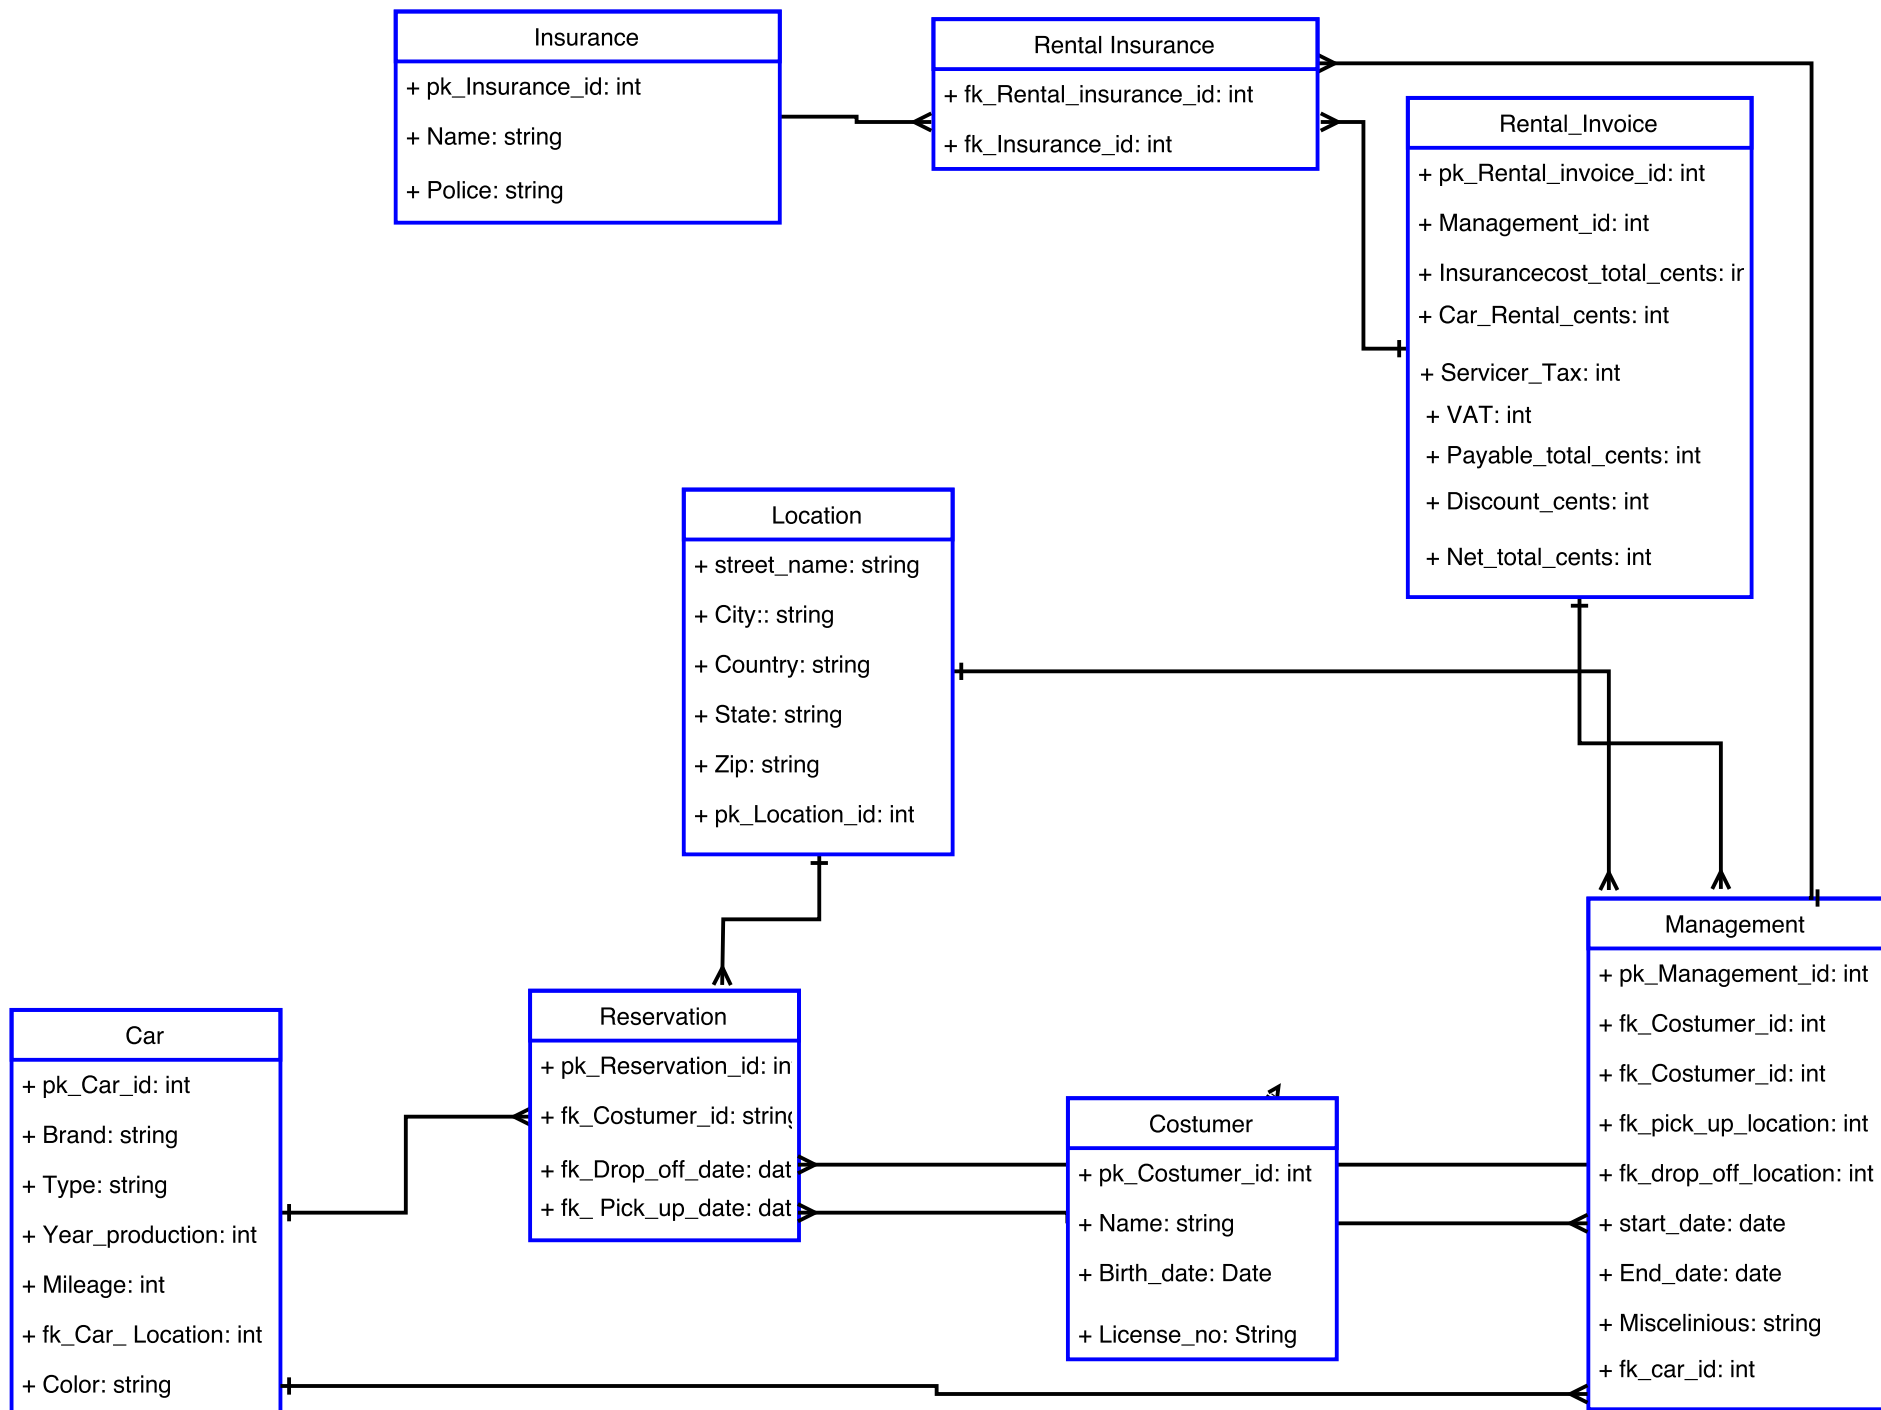 Insurance
+ pk_Insurance_id: int
+ Name: string
+ Police: string
Rental Insurance
+ fk_Rental_insurance_id: int
+ fk_Insurance_id: int
Rental_Invoice
+ pk_Rental_invoice_id: int
+ Management_id: int
+ Insurancecost_total_cents: ir
+ Car_Rental_cents: int
+ Servicer_Tax: int
+ VAT: int
+ Payable_total_cents: int
+ Discount_cents: int
+ Net_total_cents: int
Location
+ street_name: string
+ City:: string
+ Country: string
+ State: string
+ Zip: string
+ pk_Location_id: int
Management
+ pk_Management_id: int
+ fk_Costumer_id: int
+ fk_Costumer_id: int
+ fk_pick_up_location: int
+ fk_drop_off_location: int
+ start_date: date
+ End_date: date
+ Miscelinious: string
+ fk_car_id: int
Reservation
+ pk_Reservation_id: in
+ fk_Costumer_id: string
+ fk_Drop_off_date: dat
+ fk_ Pick_up_date: dat
Car
+ pk_Car_id: int
+ Brand: string
+ Type: string
+ Year_production: int
+ Mileage: int
+ fk_Car_ Location: int
+ Color: string
Costumer
+ pk_Costumer_id: int
+ Name: string
+ Birth_date: Date
+ License_no: String